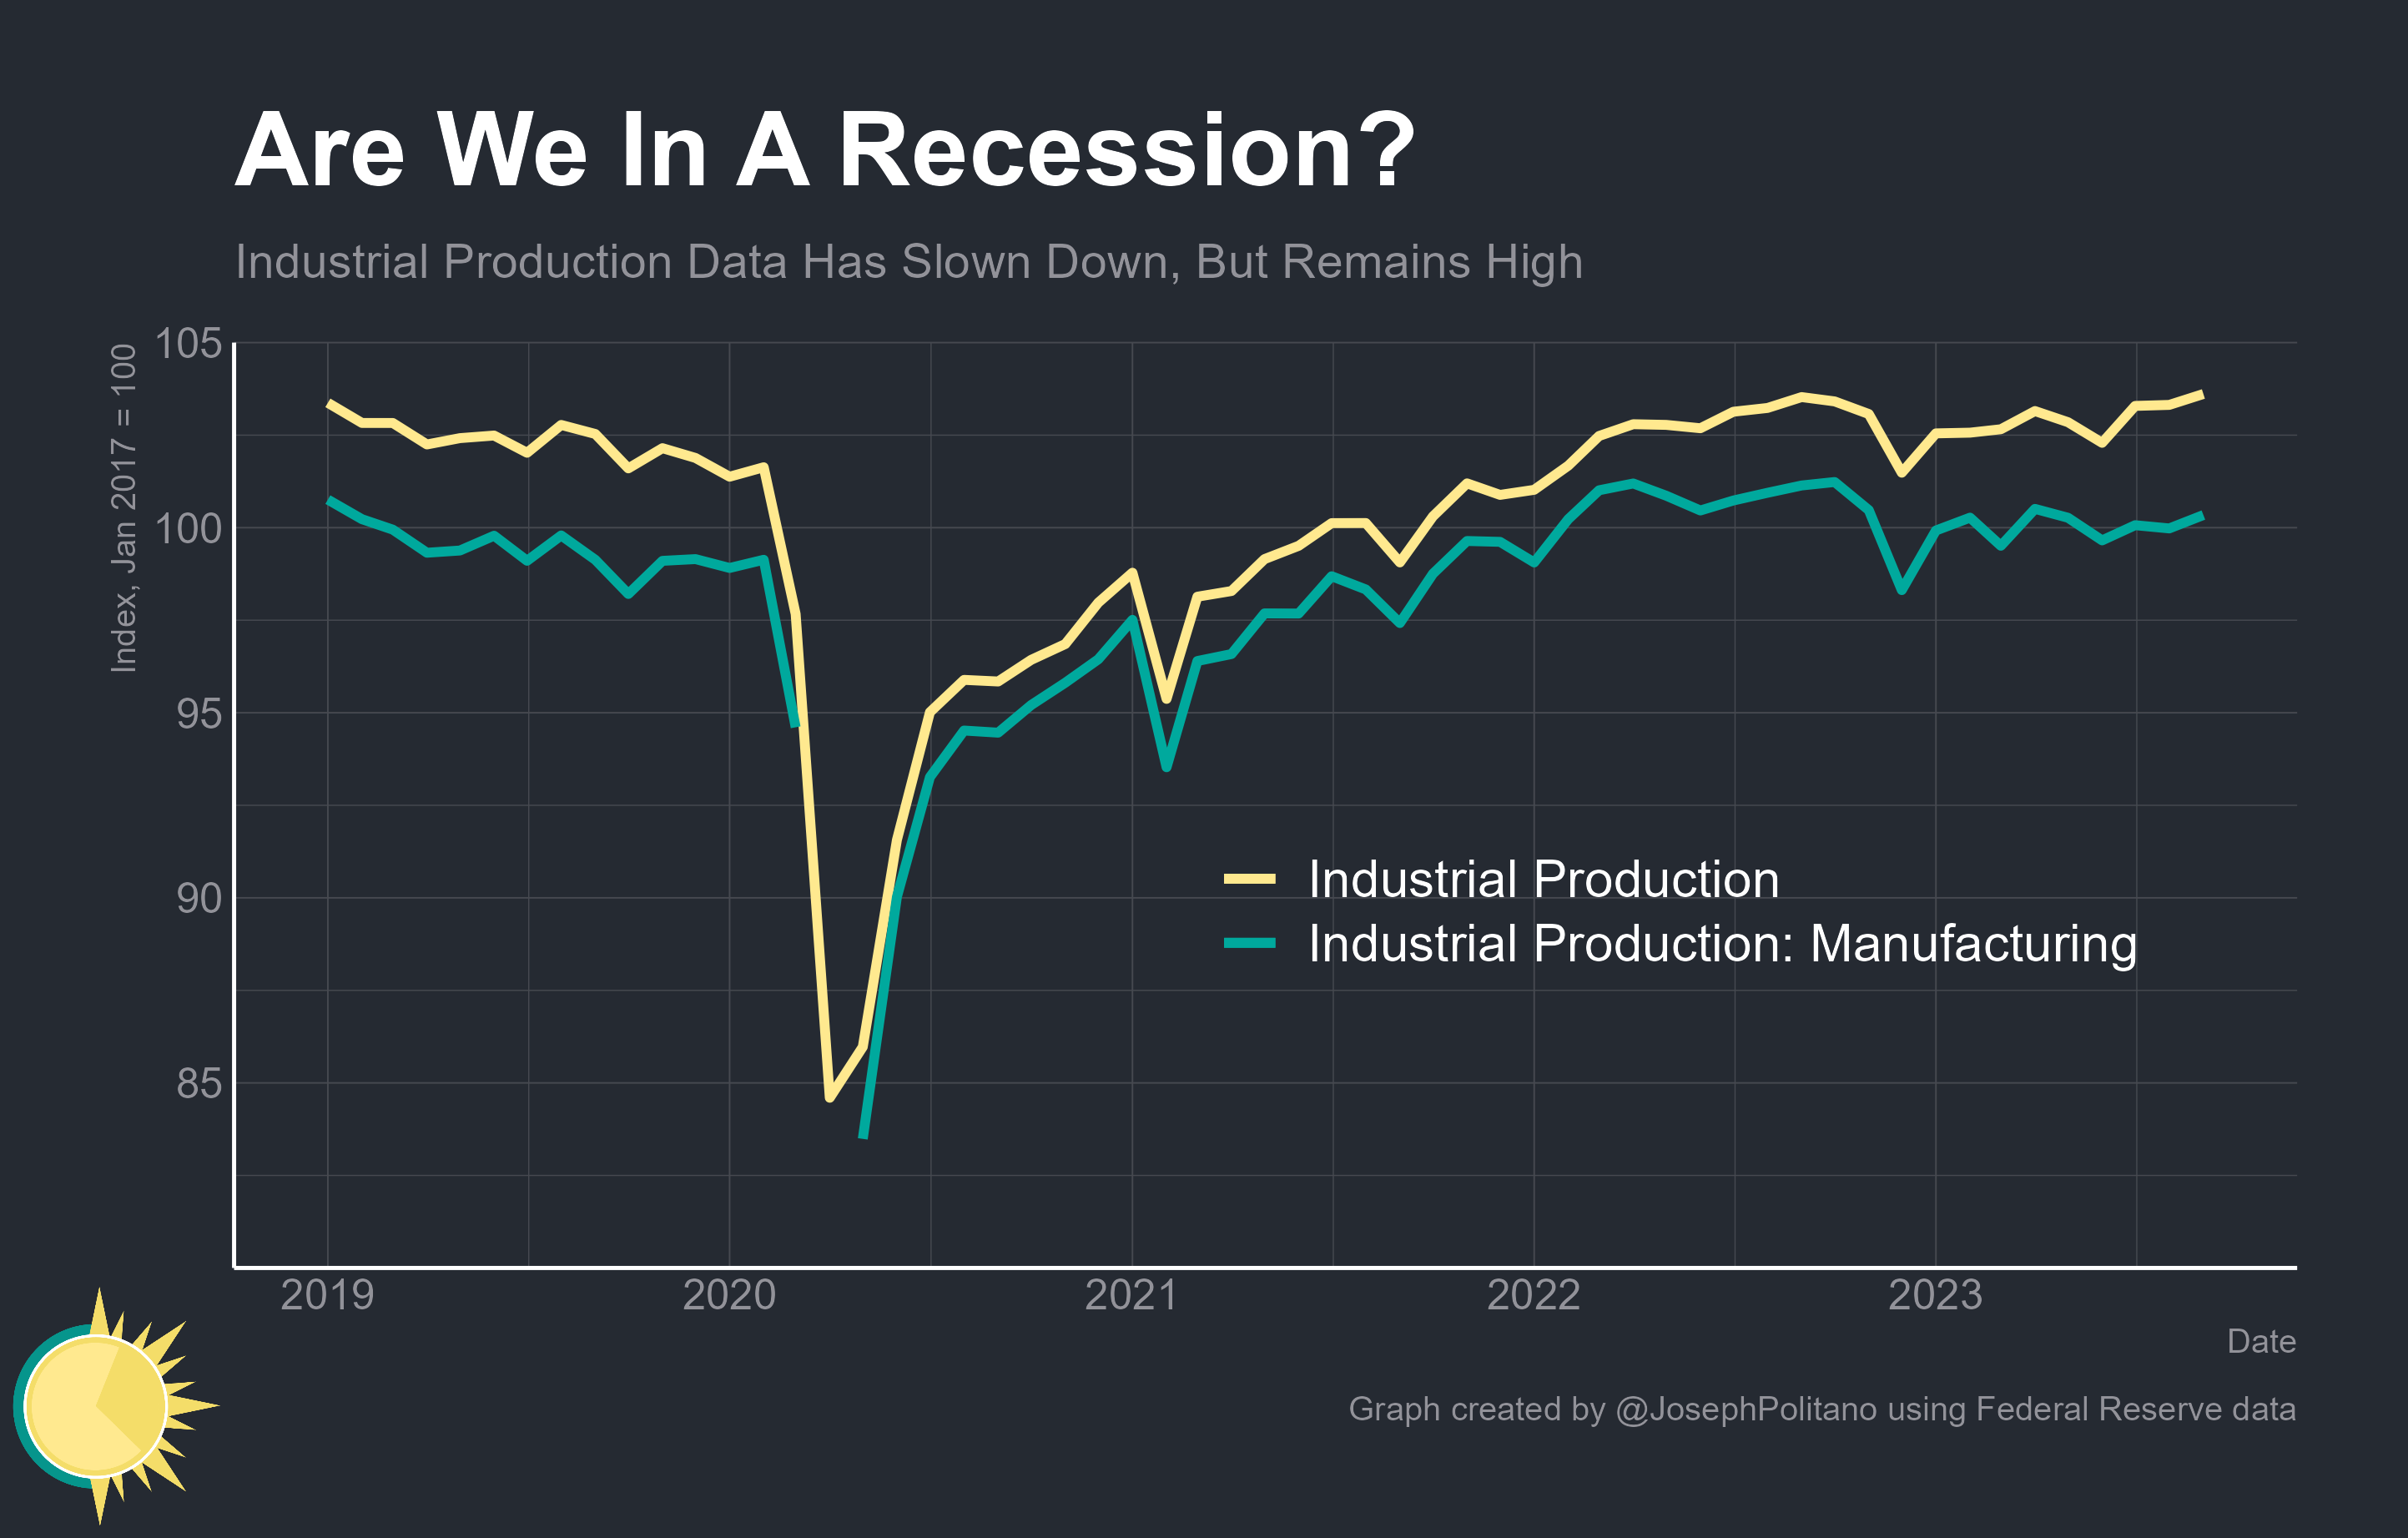 Are We In A Recession?
Industrial Production Data Has Slown Down, But Remains High
Index, Jan 2017 = 100
105
100
95
90
85
Industrial Production
Industrial Production: Manufacturing
2019
2020
2021
2022
2023
Date
Graph created by @JosephPolitano using Federal Reserve data